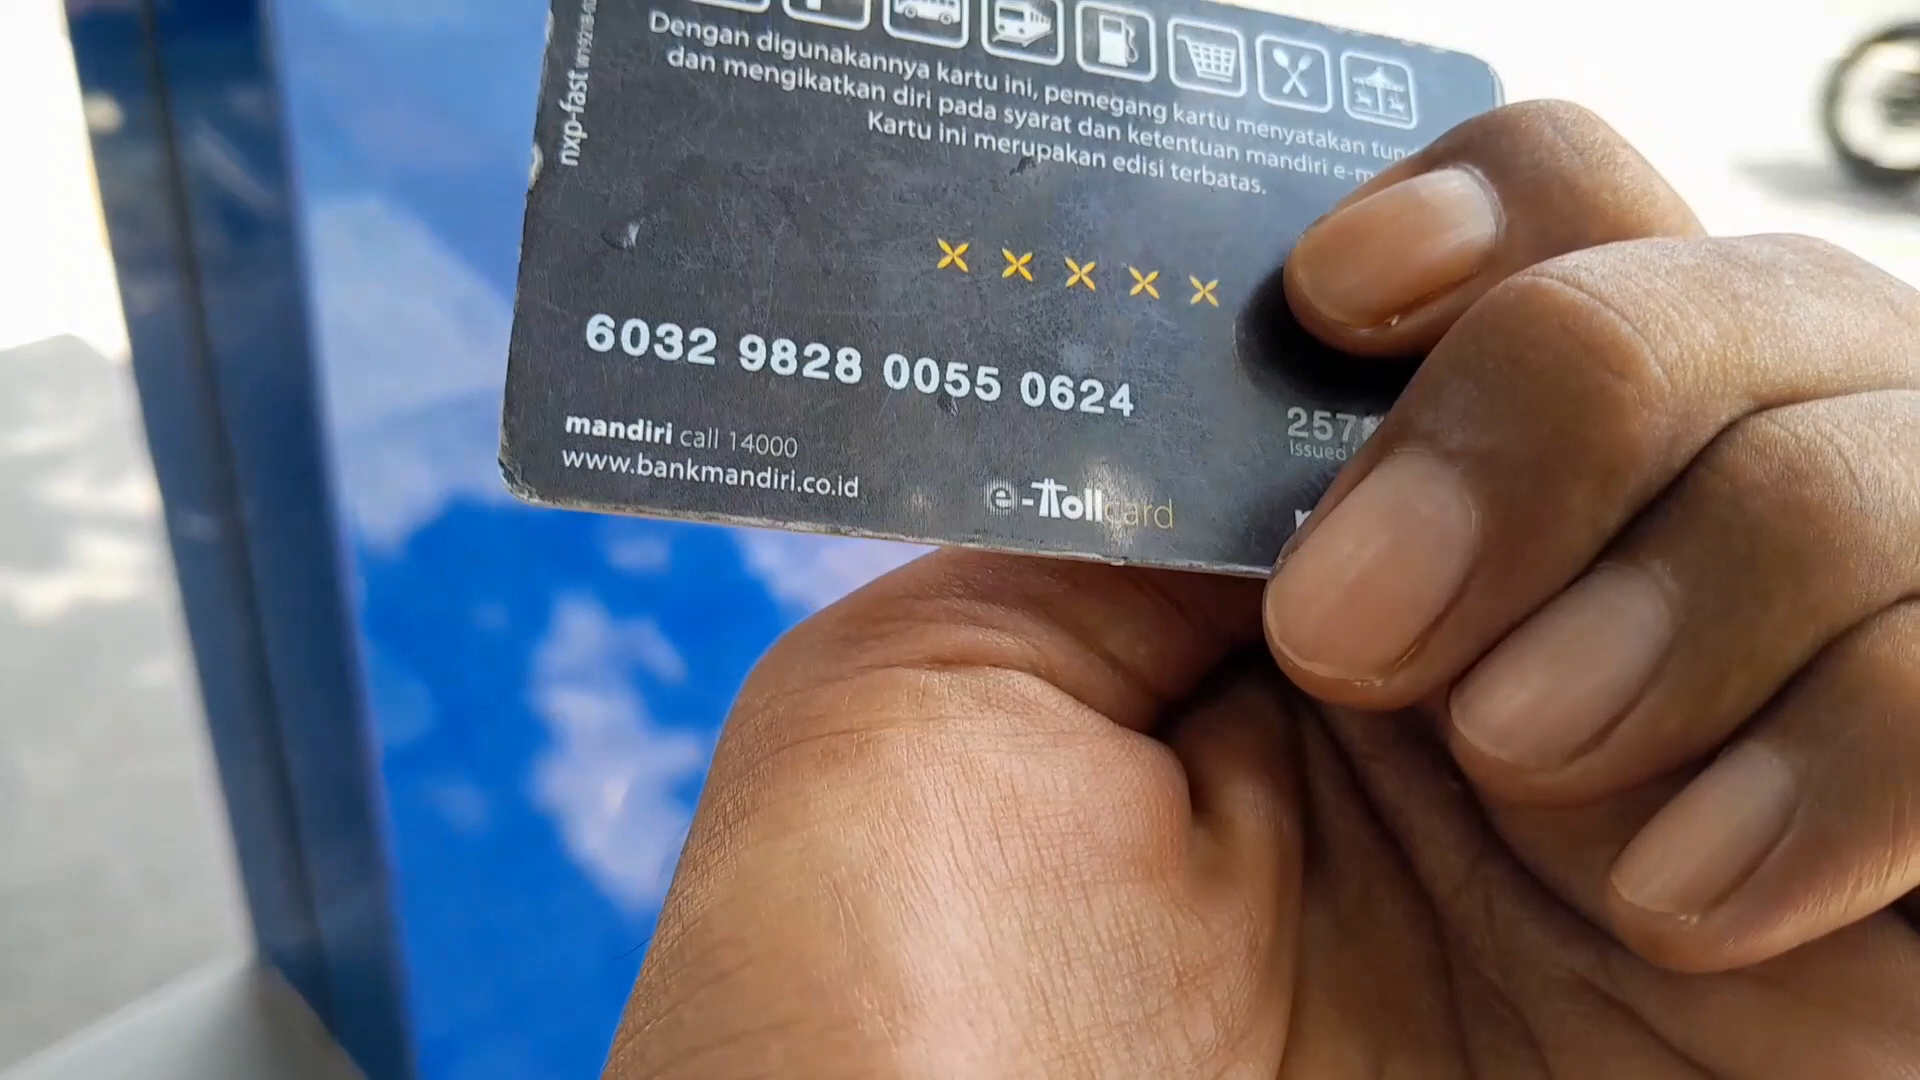 nxp-fast
Dengan digunakannya kartu ini, pemegang kartu menyatakan
dan mengikatkan diri pada syarat dan ketentuan mandiri
Kartu ini merupakan edisi terbatas.
6032 9828 0055 0624
257
Issued
mandiri call 14000
www.bankmandiri.co.id
e-Tollcard